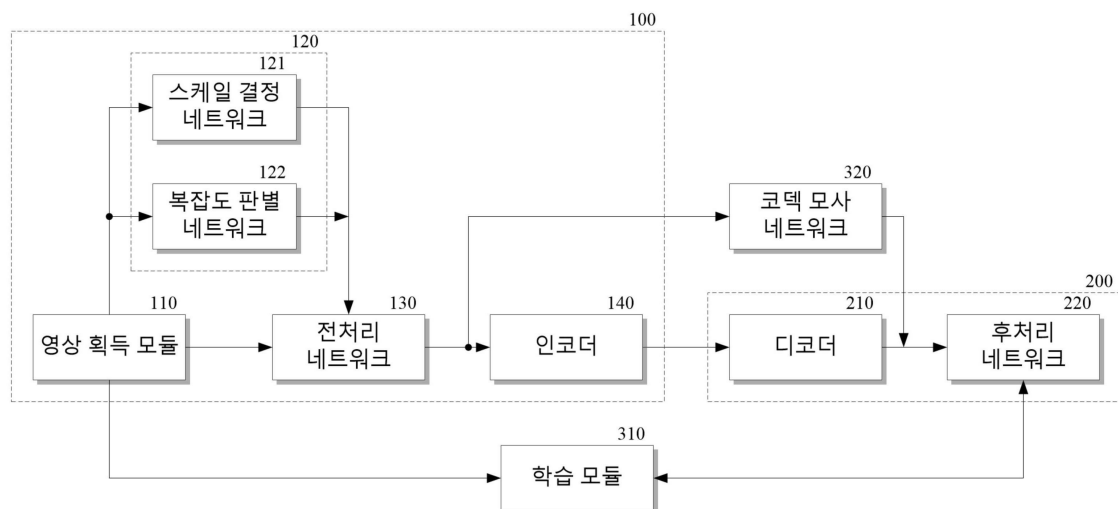 100
120
121
스케일 결정
네트워크
122
복잡도 판별
네트워크
320
코덱 모사
네트워크
200
110
영상 획득 모듈
130
전처리
네트워크
140
인코더
210
디코더
220
후처리
네트워크
310
학습 모듈